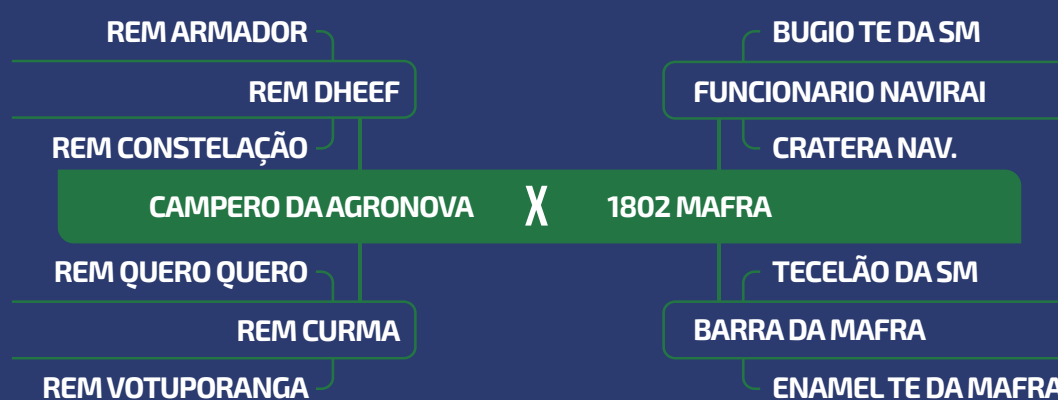 REM ARMADOR
BUGIO TE DA SM
REM DHEEF
FUNCIONARIO NAVIRAI
REM CONSTELAÇÃO
CRATERA NAV.
CAMPERO DA AGRONOVA X 1802 MAFRA
REM QUERO QUERO
TECELÃO DA SM
REM CURMA
BARRA DA MAFRA
REM VOTUPORANGA
ENAMEL TE DA MAFRA